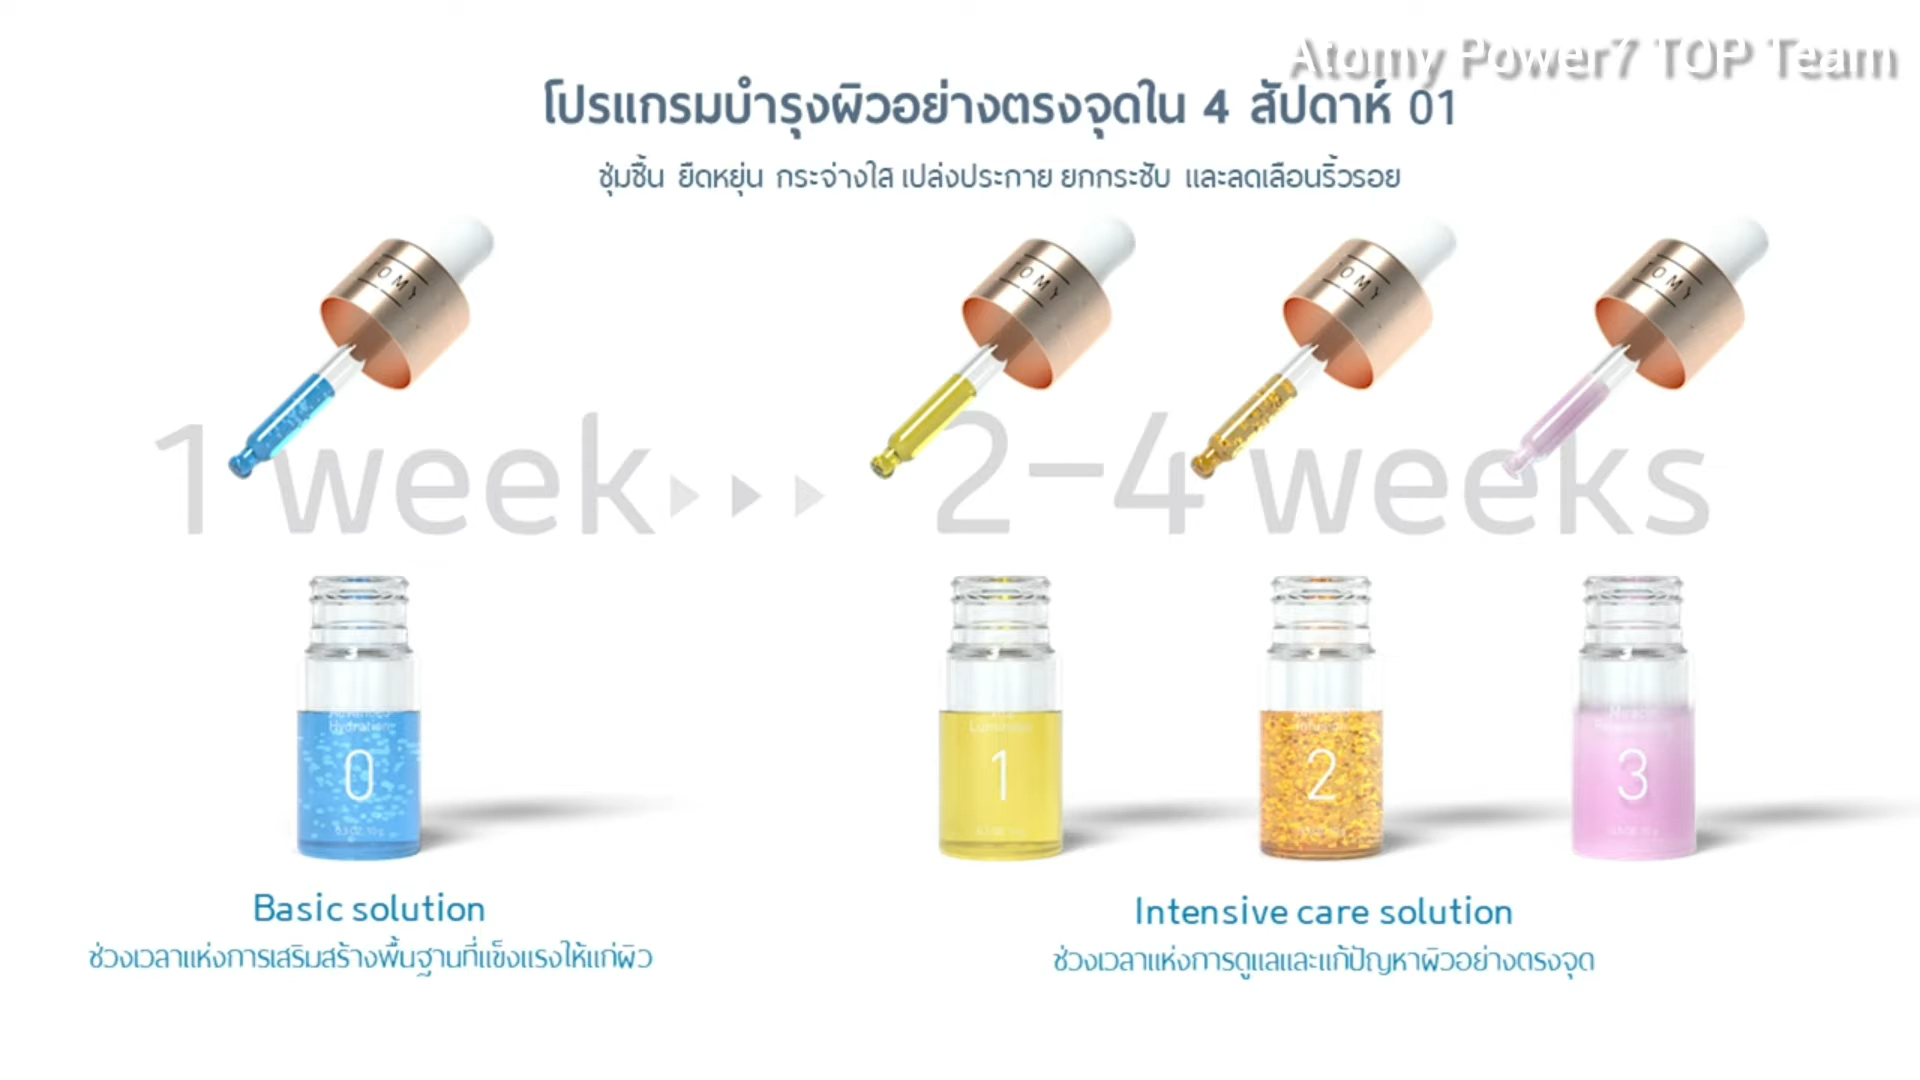 Atomy Power7 TOP Team
โปรแกรมบำรุงผิวอย่างตรงจุดใน 4 สัปดาห์ 01
ชุ่มชื้น ยืดหยุ่น กระจ่างใส เปล่งประกาย ยกกระชับ และลดเลือนริ้วรอย
TOMY
TOMY
TOMY
TOMY
1 week
2-4 weeks
Hydration
0
0.3 OZ. 10 g
1
2
3
Basic solution
ช่วงเวลาแห่งการเสริมสร้างพื้นฐานที่แข็งแรงให้แก่ผิว
Intensive care solution
ช่วงเวลาแห่งการดูแลและแก้ปัญหาผิวอย่างตรงจุด